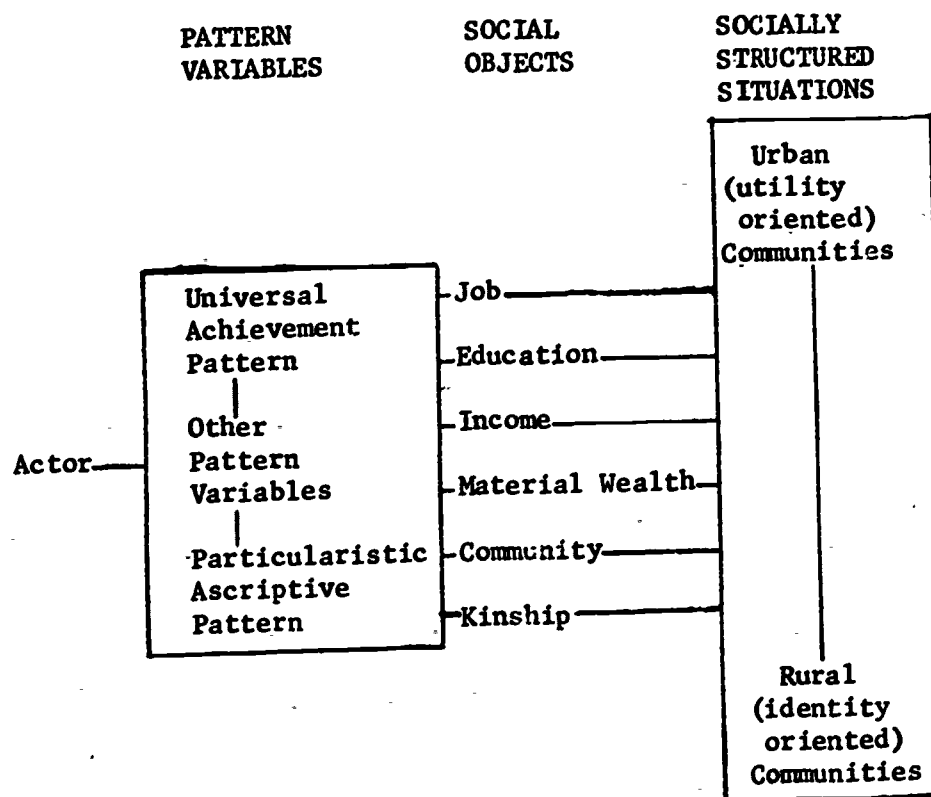 PATTERN
VARIABLES
SOCIAL
OBJECTS
SOCIALLY
STRUCTURED
SITUATIONS
Actor
Universal
Achievement
Pattern
Other
Pattern
Variables
Particularistic
Ascriptive
Pattern
Job
Education
Income
Material Wealth
Community
Kinship
Urban
(utility
oriented)
Communities
Rural
(identity
oriented)
Communities